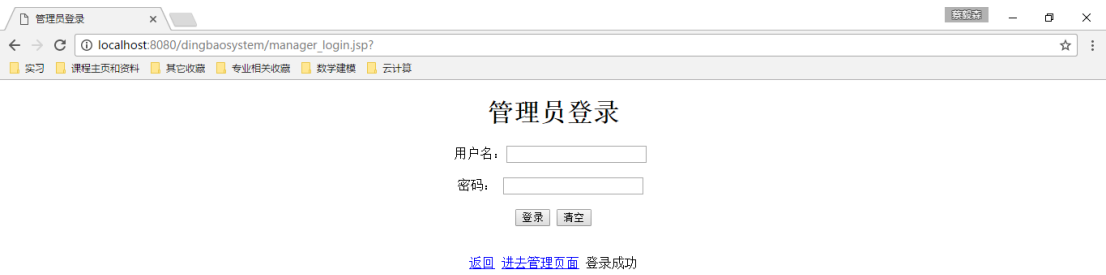 管理员登录
蔡毅森
localhost:8080/dingbaosystem/manager_login.jsp?
实习 课程主页和资料 其它收藏 专业相关收藏 数学建模 云计算
管理员登录
用户名：
密码：
登录 清空
返回 进去管理页面 登录成功